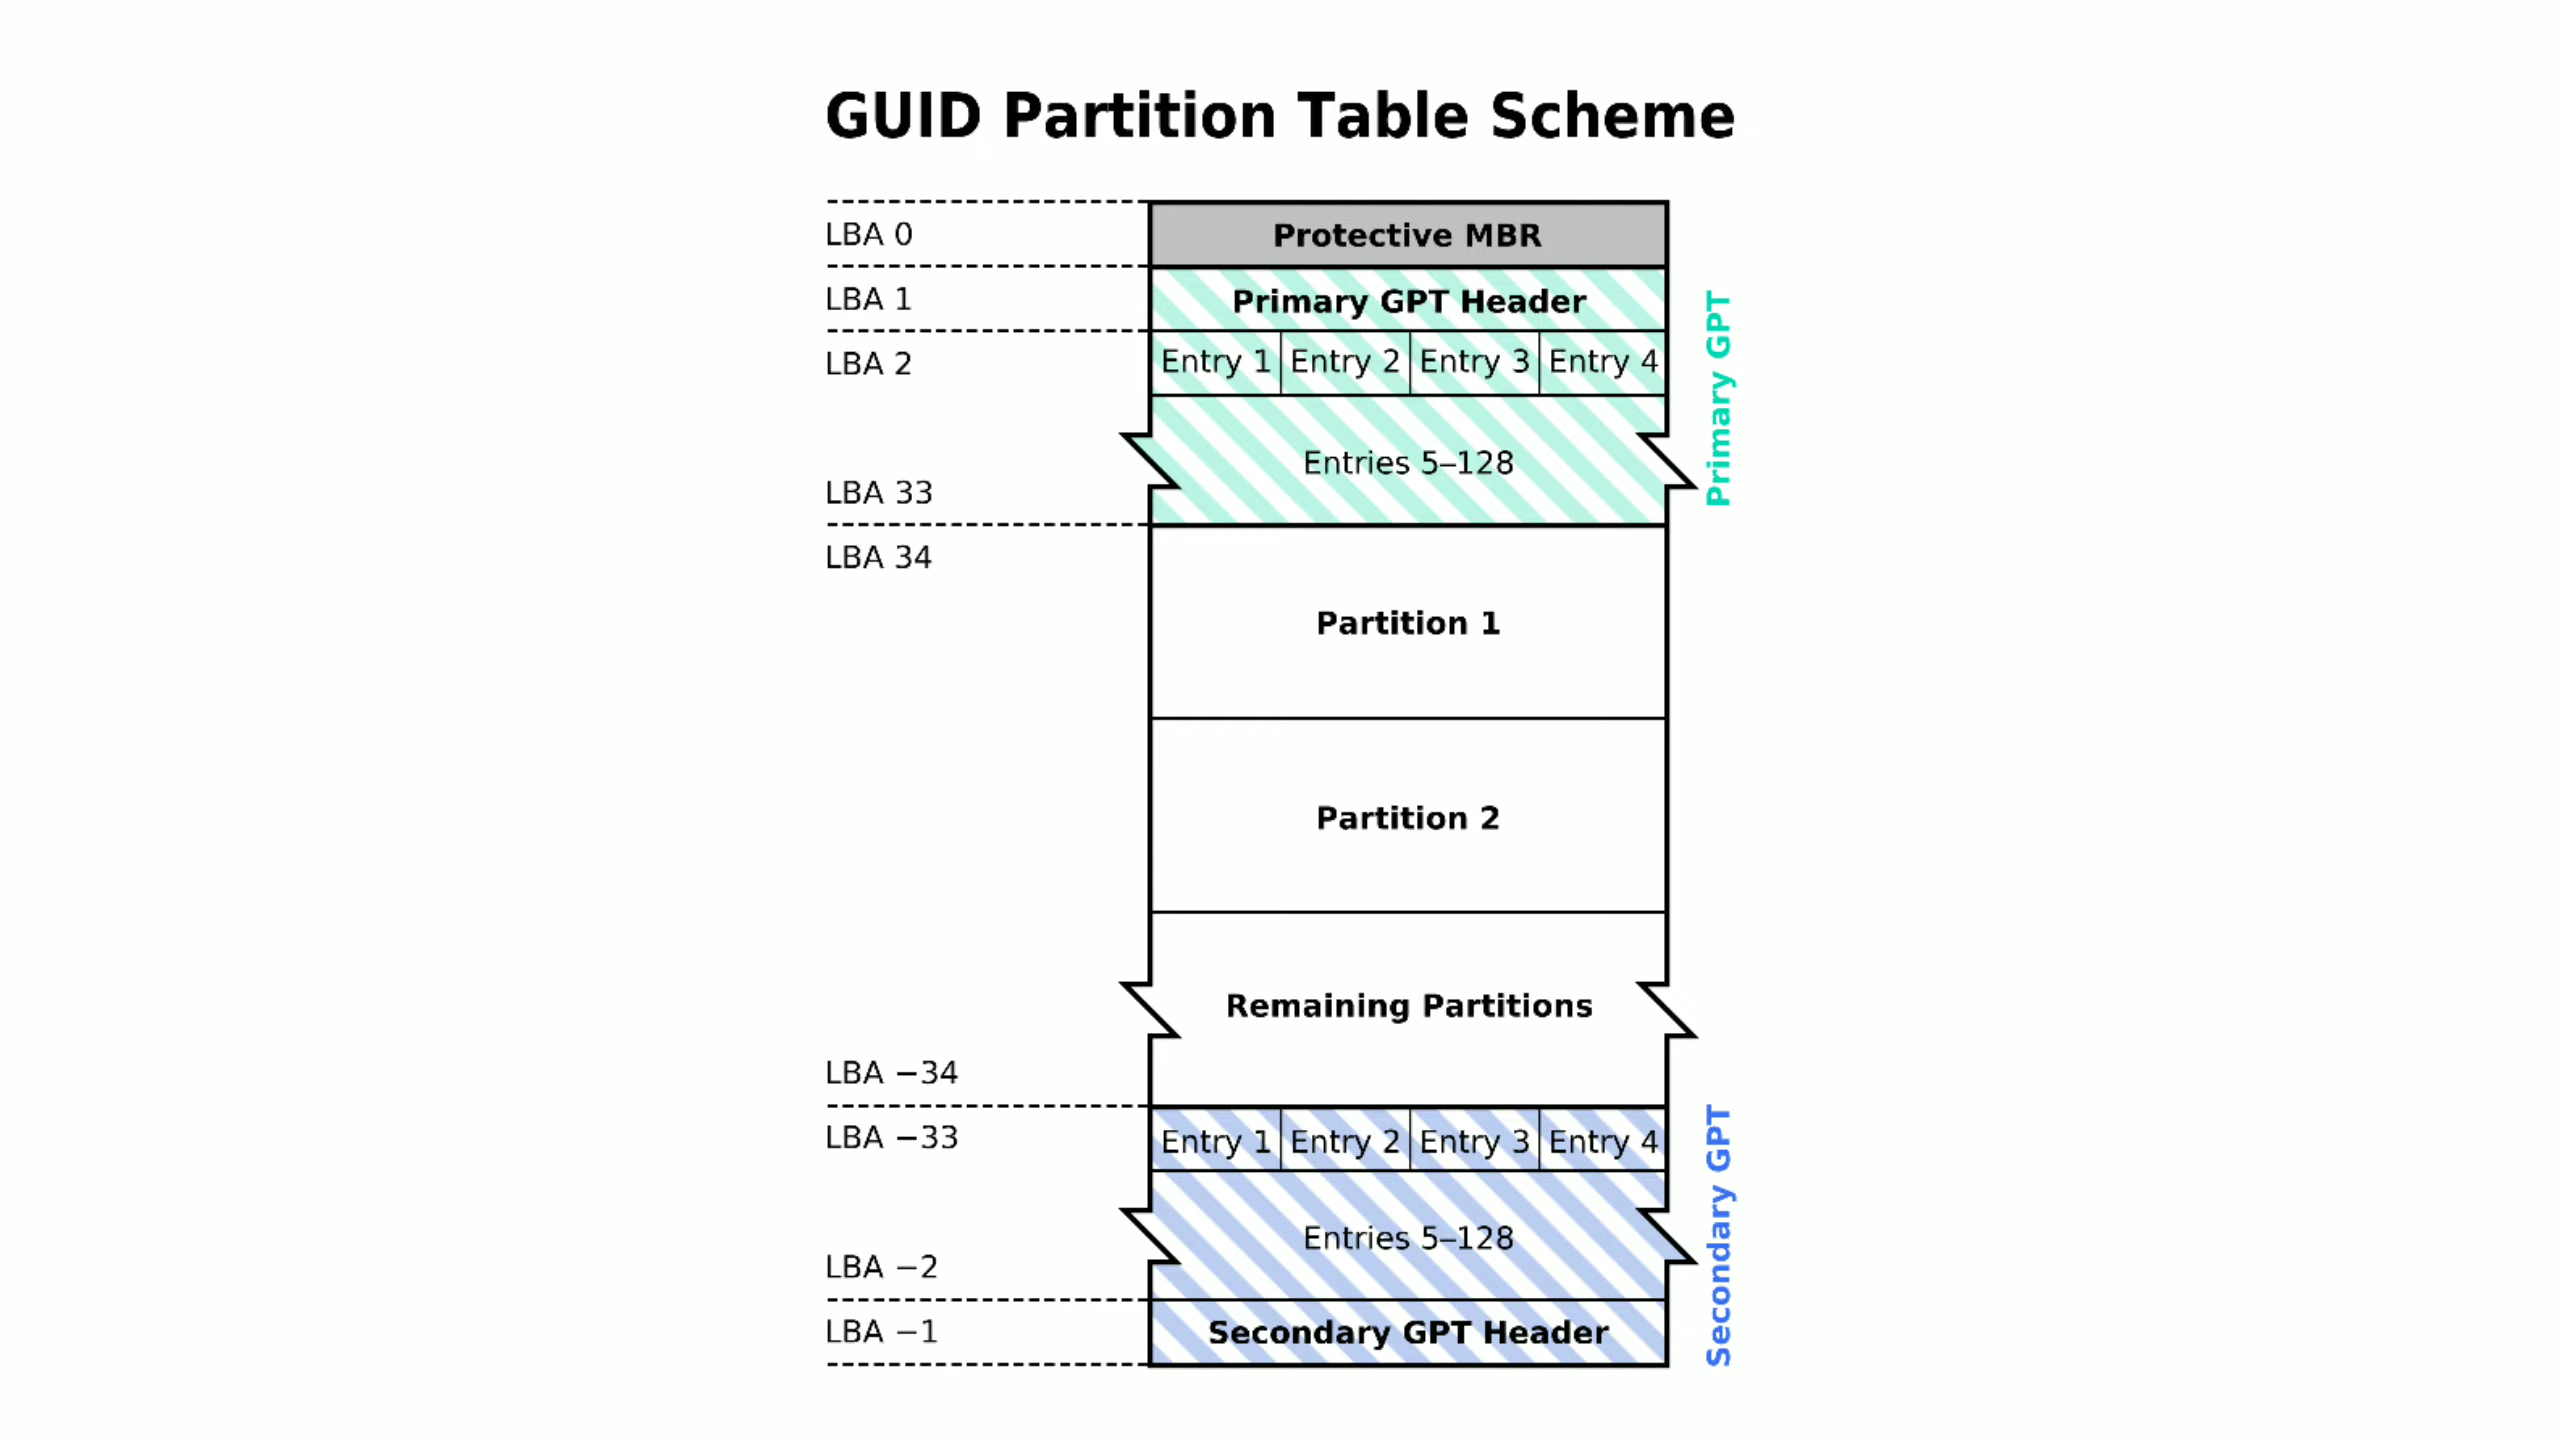 GUID Partition Table Scheme
LBA 0
Protective MBR
LBA 1
Primary GPT Header
LBA 2
Entry 1
Entry 2
Entry 3
Entry 4
Entries 5–128
LBA 33
Primary GPT
LBA 34
Partition 1
Partition 2
Remaining Partitions
LBA −34
LBA −33
Entry 1
Entry 2
Entry 3
Entry 4
Entries 5–128
LBA −2
LBA −1
Secondary GPT Header
Secondary GPT